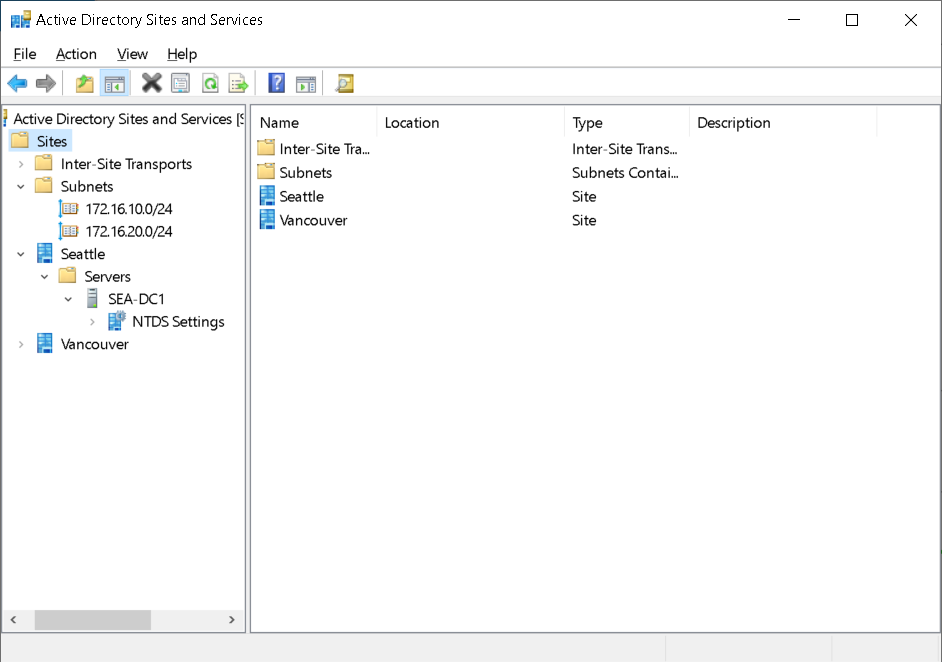 Active Directory Sites and Services
File Action View Help
Active Directory Sites and Services [S
Sites
Inter-Site Transports
Subnets
172.16.10.0/24
172.16.20.0/24
Seattle
Servers
SEA-DC1
NTDS Settings
Vancouver
Name Location Type Description
Inter-Site Tra... Inter-Site Trans...
Subnets Subnets Contai...
Seattle Site
Vancouver Site